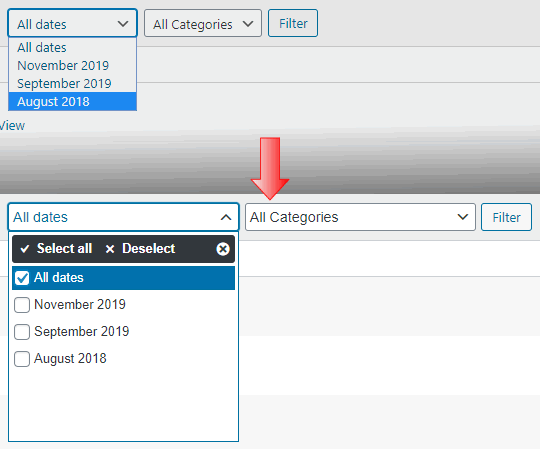 All dates All Categories Filter
All dates
November 2019
September 2019
August 2018
View
All dates All Categories Filter
Select all Deselect
All dates
November 2019
September 2019
August 2018